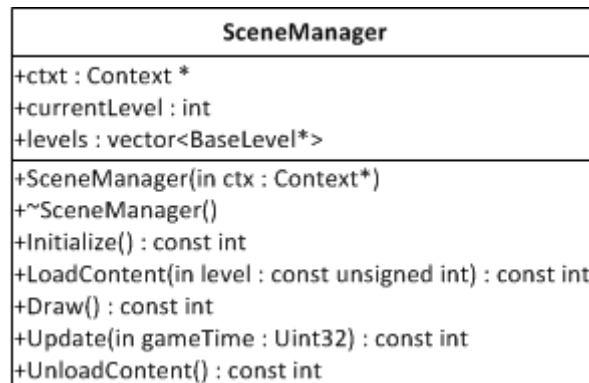 SceneManager
+ctxt : Context *
+currentLevel : int
+levels : vector<BaseLevel*>
+SceneManager(in ctx : Context*)
+~SceneManager()
+Initialize() : const int
+LoadContent(in level : const unsigned int) : const int
+Draw() : const int
+Update(in gameTime : Uint32) : const int
+UnloadContent() : const int